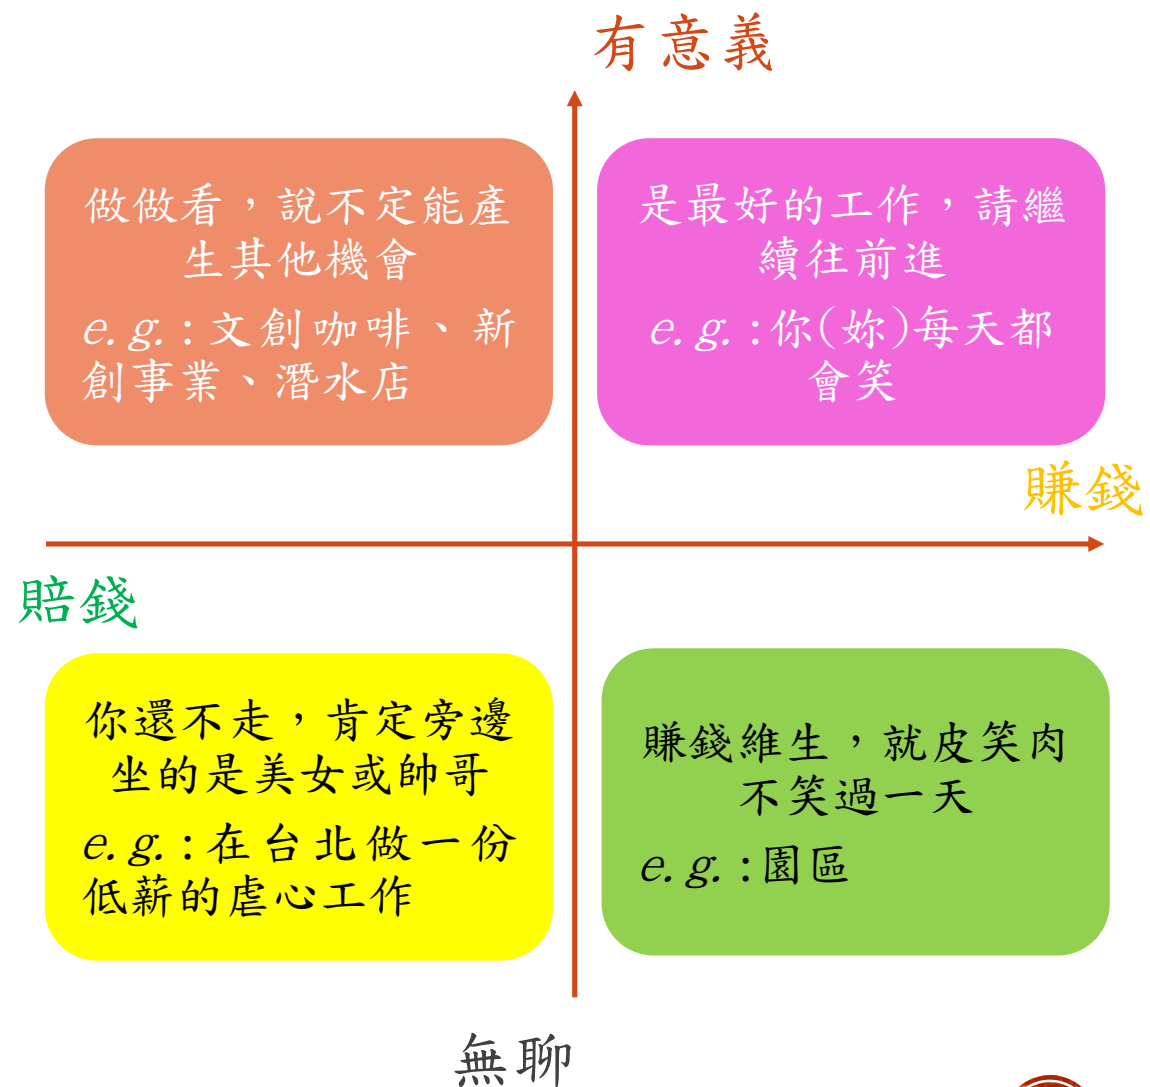 有意義
做做看，說不定能產
生其他機會
e.g.:文創咖啡、新
創事業、潛水店
是最好的工作，請繼
續往前進
e.g.:你(妳)每天都
會笑
賺錢
賠錢
你還不走，肯定旁邊
坐的是美女或帥哥
e.g.:在台北做一份
低薪的虐心工作
賺錢維生，就皮笑肉
不笑過一天
e.g.:園區
無聊